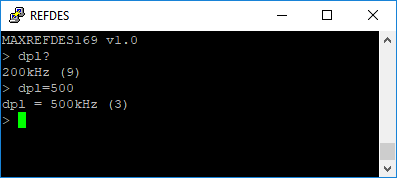 REFDES
MAXREFDES169 v1.0
> dpl?
200kHz (9)
> dpl=500
dpl = 500kHz (3)
>